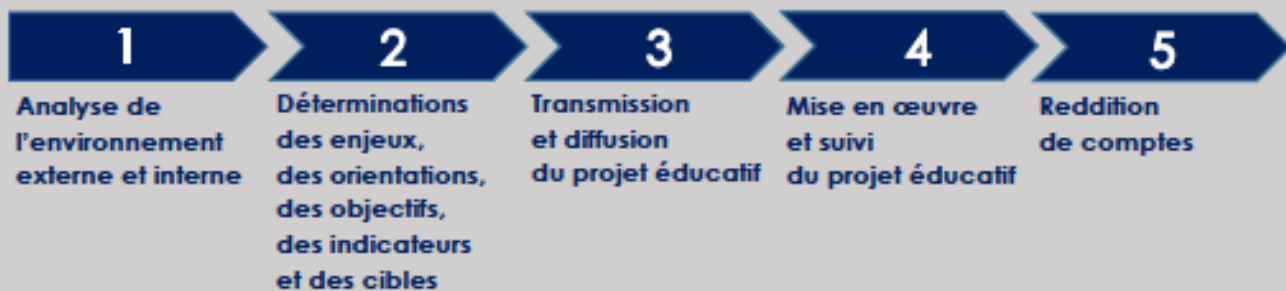 1
Analyse de
l'environnement
externe et interne
2
Déterminations
des enjeux,
des orientations,
des objectifs,
des indicateurs
et des cibles
3
Transmission
et diffusion
du projet éducatif
4
Mise en œuvre
et suivi
du projet éducatif
5
Reddition
de comptes